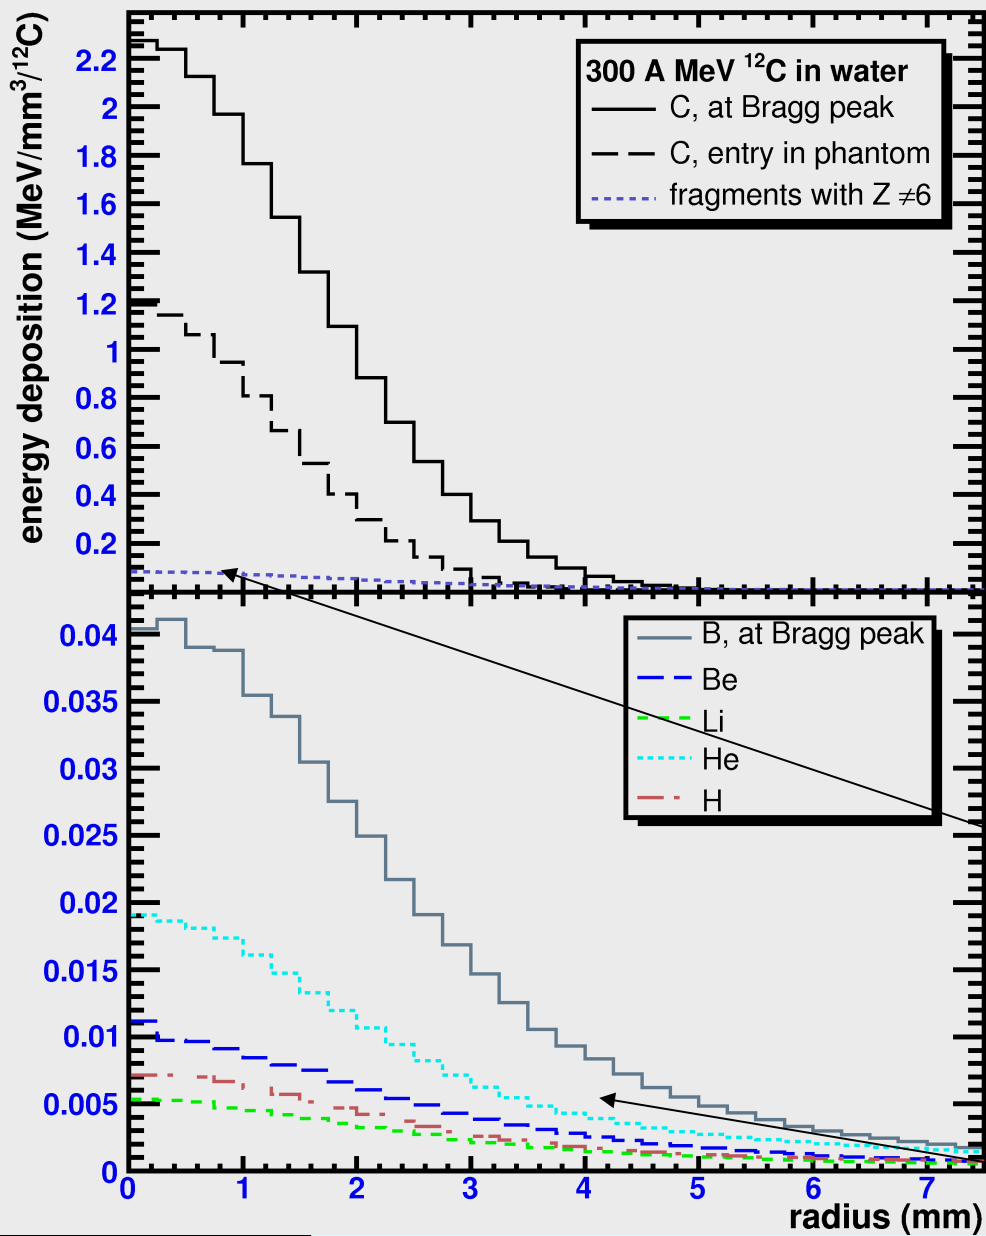 energy deposition (MeV/mm³/¹²C)
2.2
2
1.8
1.6
1.4
1.2
1
0.8
0.6
0.4
0.2
300 A MeV ¹²C in water
C, at Bragg peak
C, entry in phantom
fragments with Z ≠6
0.04
0.035
0.03
0.025
0.02
0.015
0.01
0.005
0
B, at Bragg peak
Be
Li
He
H
0 1 2 3 4 5 6 7
radius (mm)